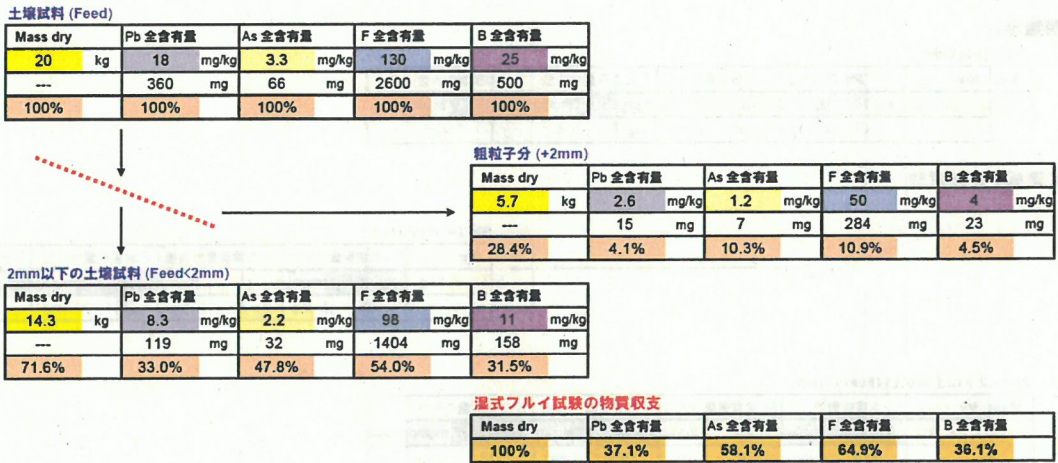 土壌試料 (Feed)
Mass dry Pb 全含有量 As 全含有量 F 全含有量 B 全含有量
20 kg 18 mg/kg 3.3 mg/kg 130 mg/kg 25 mg/kg
--- 360 mg 66 mg 2600 mg 500 mg
100% 100% 100% 100% 100%
粗粒子分 (+2mm)
Mass dry Pb 全含有量 As 全含有量 F 全含有量 B 全含有量
5.7 kg 2.6 mg/kg 1.2 mg/kg 50 mg/kg 4 mg/kg
--- 15 mg 7 mg 284 mg 23 mg
28.4% 4.1% 10.3% 10.9% 4.5%
2mm以下の土壌試料 (Feed<2mm)
Mass dry Pb 全含有量 As 全含有量 F 全含有量 B 全含有量
14.3 kg 8.3 mg/kg 2.2 mg/kg 98 mg/kg 11 mg/kg
--- 119 mg 32 mg 1404 mg 158 mg
71.6% 33.0% 47.8% 54.0% 31.5%
湿式フルイ試験の物質収支
Mass dry Pb 全含有量 As 全含有量 F 全含有量 B 全含有量
100% 37.1% 58.1% 64.9% 36.1%